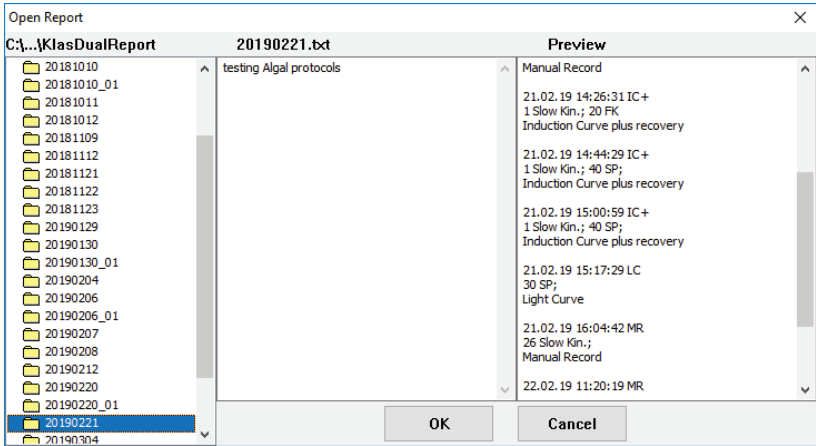 Open Report
C:\...\KlasDualReport
20190221.txt
Preview
20181010
20181010_01
20181011
20181012
20181109
20181112
20181121
20181122
20181123
20190129
20190130
20190130_01
20190204
20190206
20190206_01
20190207
20190208
20190212
20190220
20190220_01
20190221
20190304
testing Algal protocols
Manual Record
21.02.19 14:26:31 IC+
1 Slow Kin.; 20 FK
Induction Curve plus recovery
21.02.19 14:44:29 IC+
1 Slow Kin.; 40 SP;
Induction Curve plus recovery
21.02.19 15:00:59 IC+
1 Slow Kin.; 40 SP;
Induction Curve plus recovery
21.02.19 15:17:29 LC
30 SP;
Light Curve
21.02.19 16:04:42 MR
26 Slow Kin.;
Manual Record
22.02.19 11:20:19 MR
OK
Cancel